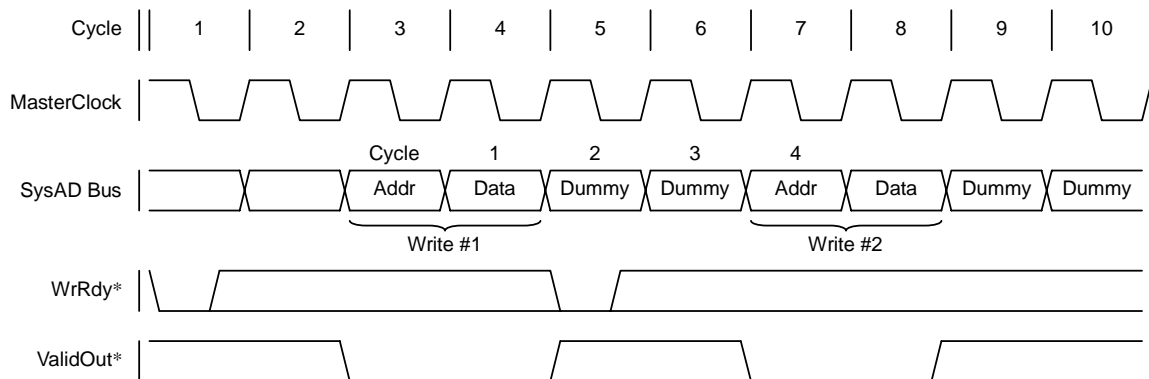 Cycle 1 2 3 4 5 6 7 8 9 10
MasterClock
Cycle 1 2 3 4
SysAD Bus Addr Data Dummy Dummy Addr Data Dummy Dummy
Write #1 Write #2
WrRdy*
ValidOut*